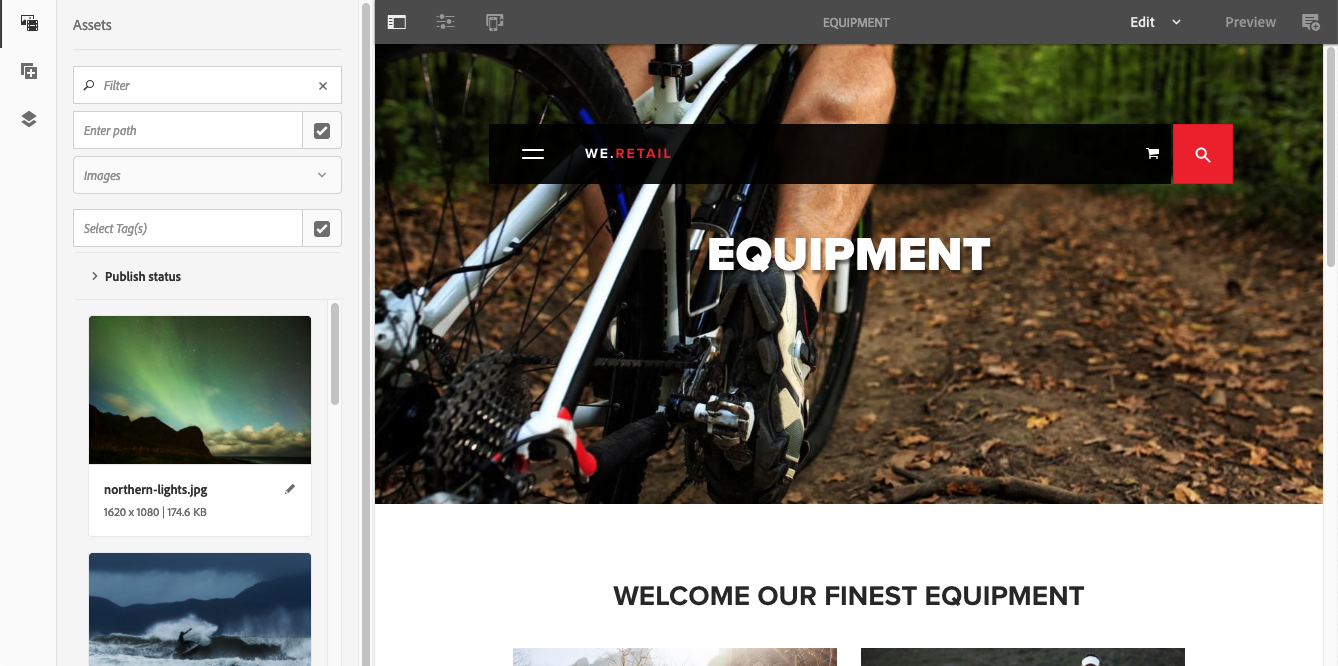 Assets
Filter
Enter path
Images
Select Tag(s)
Publish status
northern-lights.jpg
1620 x 1080 | 174.6 KB
EQUIPMENT
Edit
Preview
WE.RETAIL
EQUIPMENT
WELCOME OUR FINEST EQUIPMENT